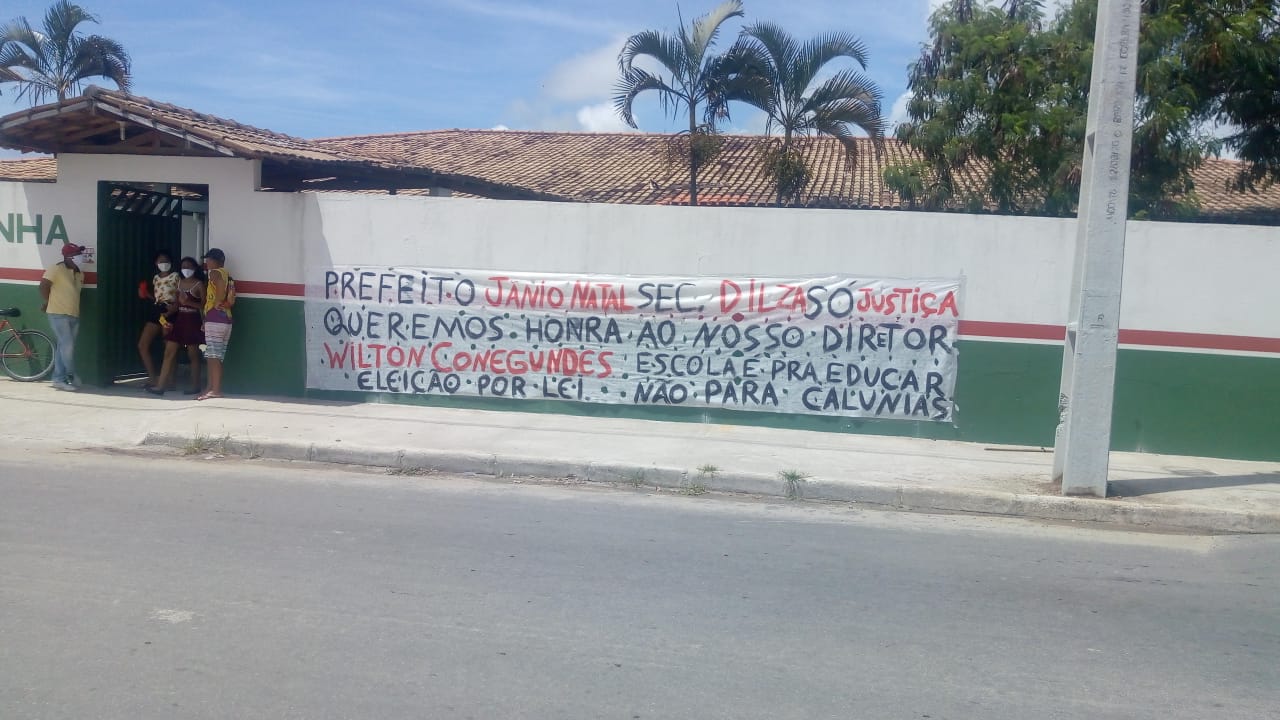 NHA
PREFEITO JANIO NATAL SEC. DILZA SÓ JUSTIÇA
QUEREMOS HONRA AO NOSSO DIRETOR
WILTON CONEGUNDES ESCOLA E PRA EDUCAR
ELEIÇÃO POR LEI. NÃO PARA CALUNIAS